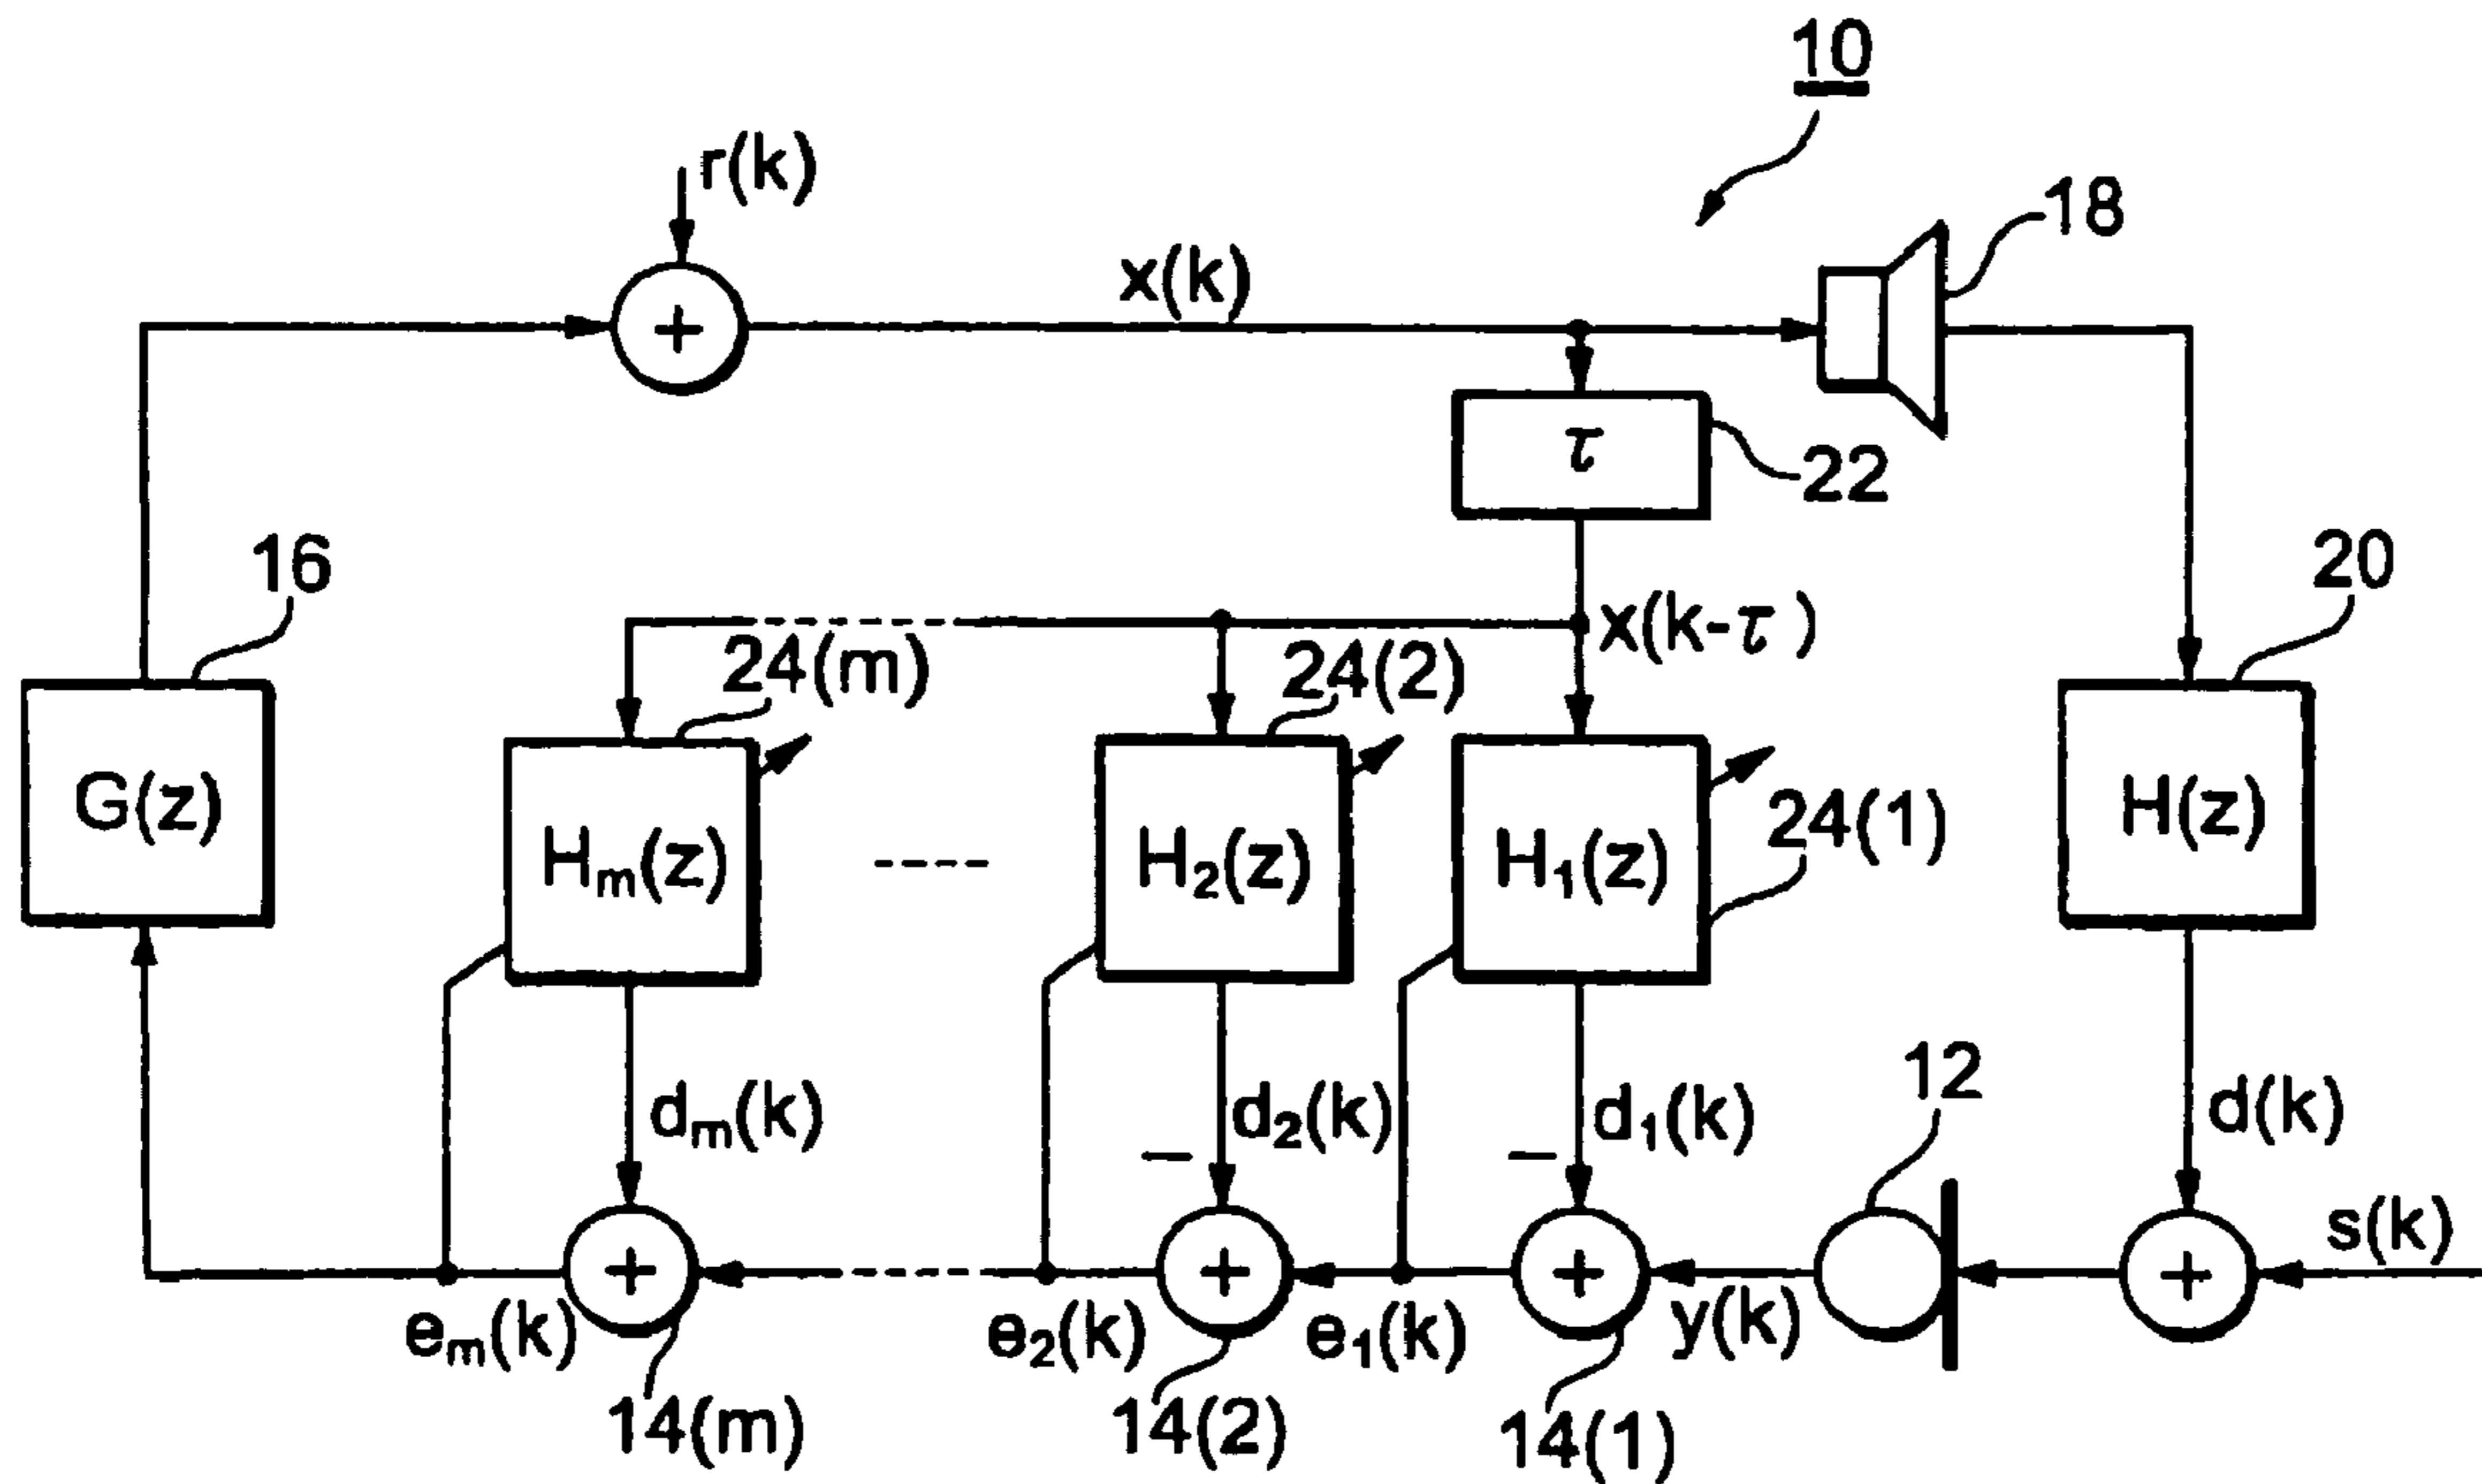 10
r(k)
+
x(k)
18
τ
22
16
20
x(k-τ)
24(m)
24(2)
G(z)
Hₘ(z)
----
H₂(z)
H₁(z)
24(1)
H(z)
12
dₘ(k)
d₂(k)
d₁(k)
d(k)
–
–
s(k)
+
+
+
+
eₘ(k)
e₂(k)
e₁(k)
y(k)
14(m)
14(2)
14(1)